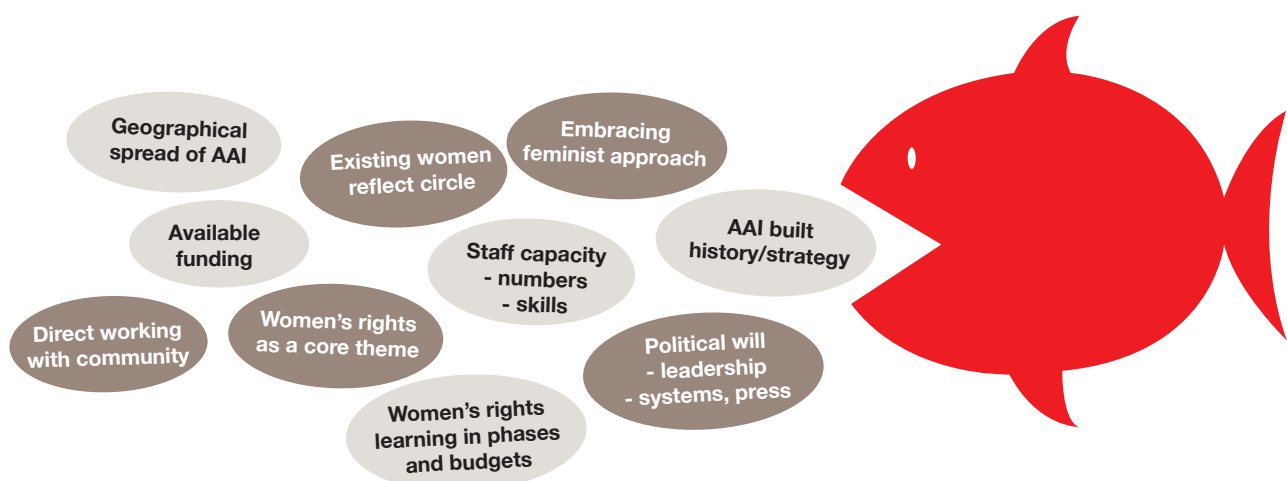 Geographical
spread of AAI
Existing women
reflect circle
Embracing
feminist approach
Available
funding
Staff capacity
- numbers
- skills
AAI built
history/strategy
Direct working
with community
Women’s rights
as a core theme
Political will
- leadership
- systems, press
Women’s rights
learning in phases
and budgets